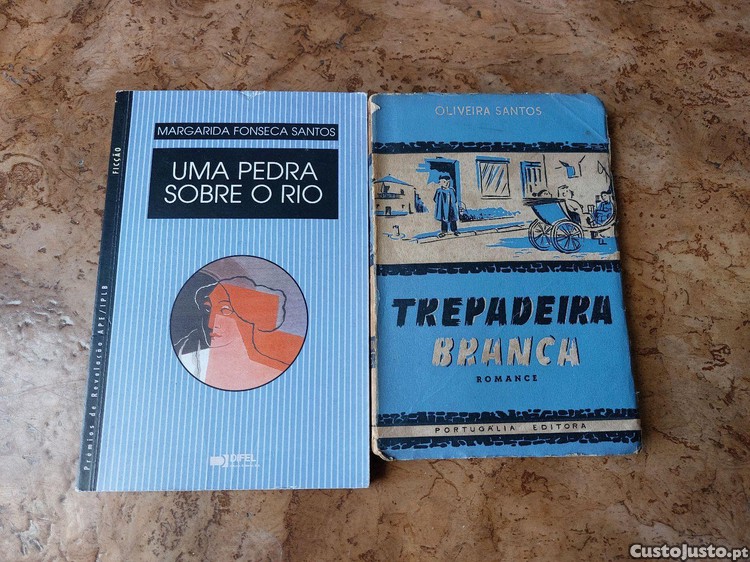 MARGARIDA FONSECA SANTOS
UMA PEDRA
SOBRE O RIO
FICÇÃO
Prémios de Revelação APE/IPLB
DIFEL
OLIVEIRA SANTOS
TREPADEIRA
BRANCA
ROMANCE
PORTUGÁLIA EDITORA
CustoJusto.pt